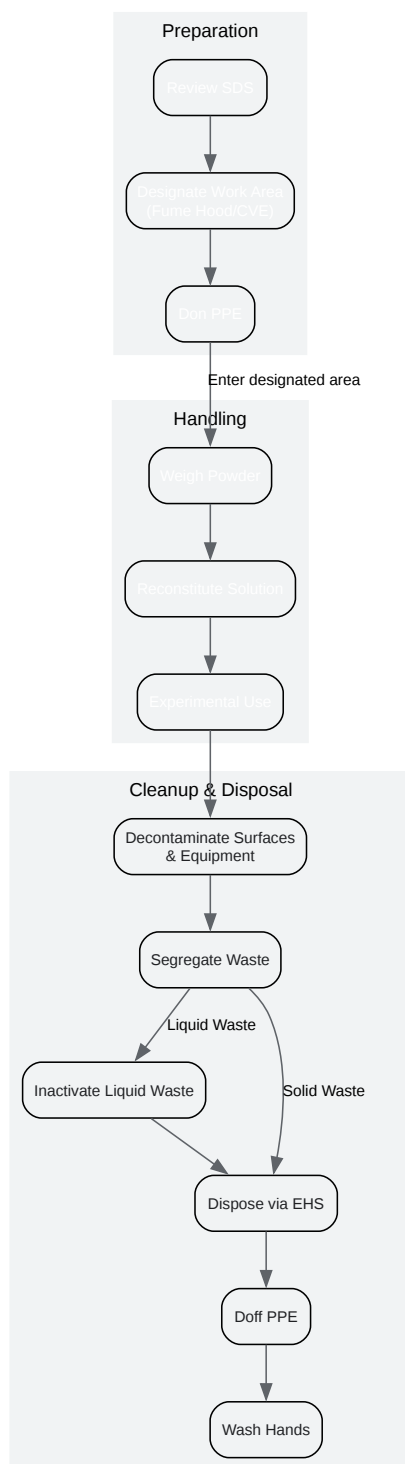 Preparation
Review SDS
Designate Work Area
(Fume Hood/CVE)
Don PPE
Enter designated area
Handling
Weigh Powder
Reconstitute Solution
Experimental Use
Cleanup & Disposal
Decontaminate Surfaces
& Equipment
Segregate Waste
Liquid Waste
Inactivate Liquid Waste
Solid Waste
Dispose via EHS
Doff PPE
Wash Hands